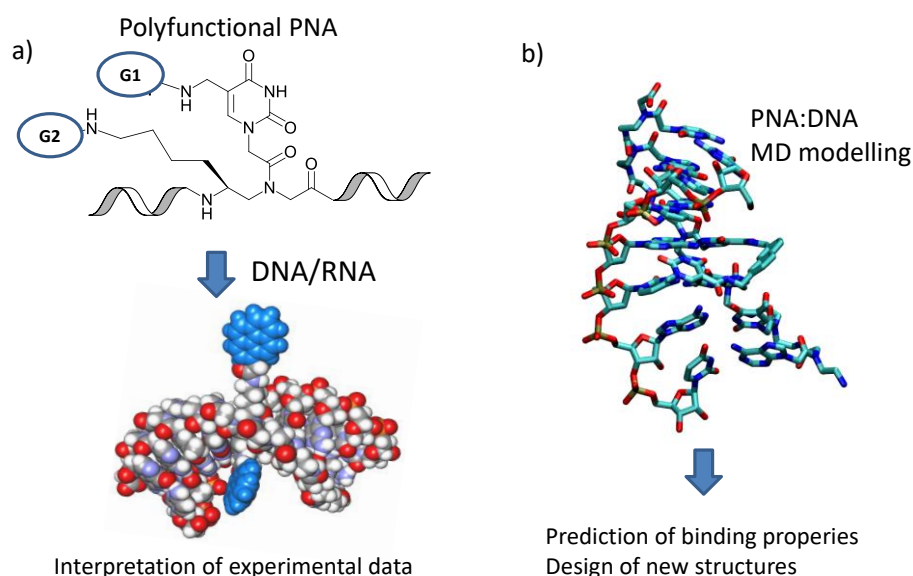 Polyfunctional PNA
a)
G1
N
H
O
NH
N
O
G2
H
N
O
O
N
N
H
DNA/RNA
Interpretation of experimental data
b)
PNA:DNA
MD modelling
Prediction of binding properies
Design of new structures